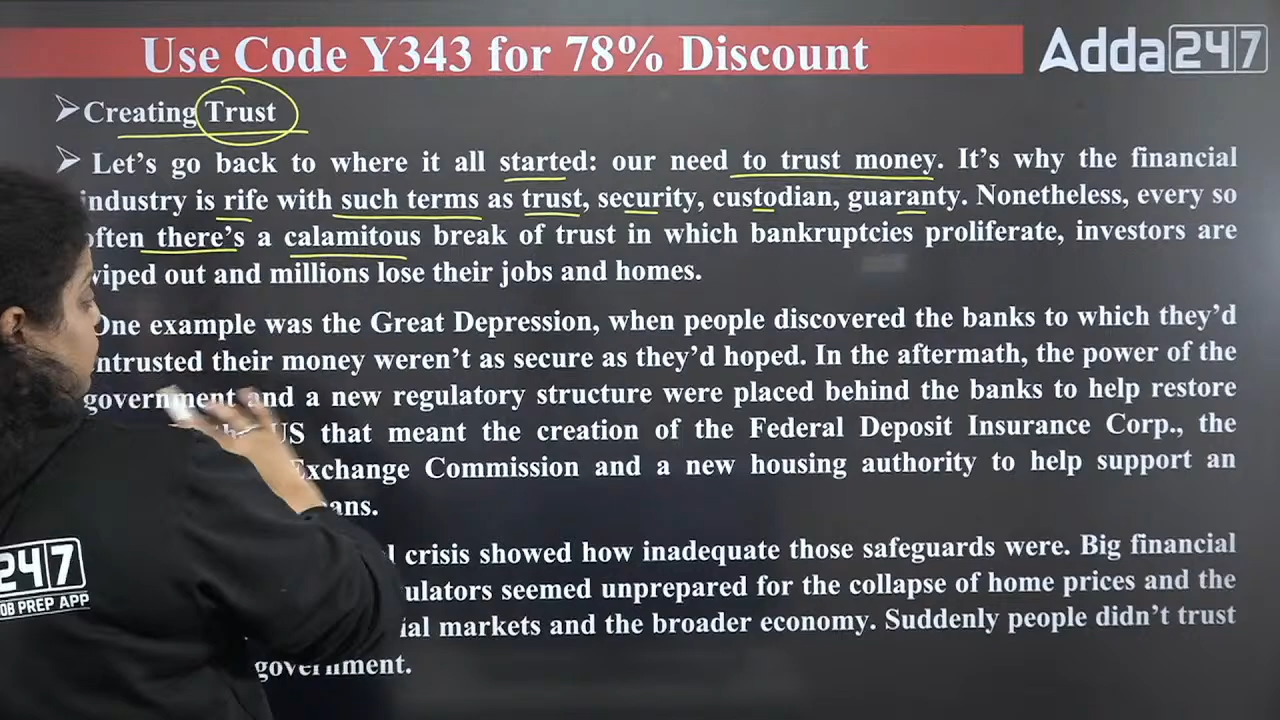 Use Code Y343 for 78% Discount
Adda247
Creating Trust
Let's go back to where it all started: our need to trust money. It's why the financial
industry is rife with such terms as trust, security, custodian, guaranty. Nonetheless, every so
often there's a calamitous break of trust in which bankruptcies proliferate, investors are
wiped out and millions lose their jobs and homes.
One example was the Great Depression, when people discovered the banks to which they'd
entrusted their money weren't as secure as they'd hoped. In the aftermath, the power of the
government and a new regulatory structure were placed behind the banks to help restore
US that meant the creation of the Federal Deposit Insurance Corp., the
Exchange Commission and a new housing authority to help support an
crisis showed how inadequate those safeguards were. Big financial
seemed unprepared for the collapse of home prices and the
markets and the broader economy. Suddenly people didn't trust
government.
247
JOB PREP APP